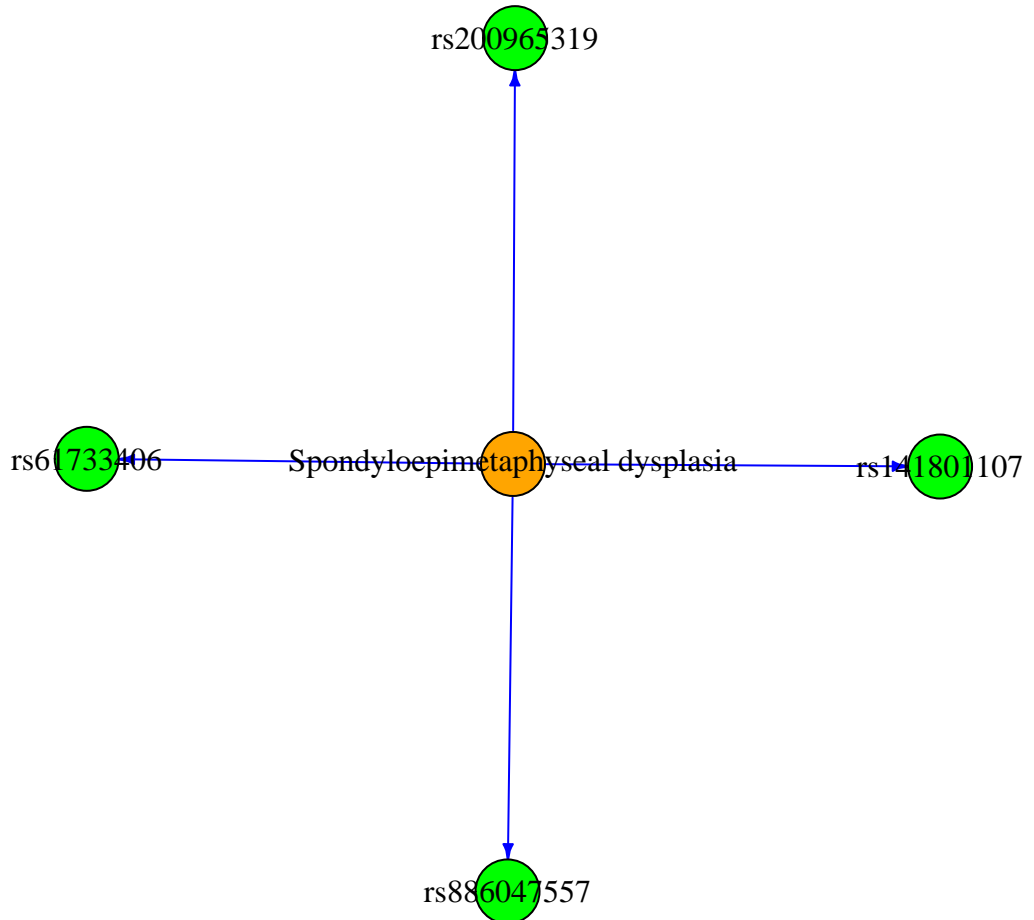 rs200965319
rs61733406
Spondyloepimetaphyseal dysplasia
rs141801107
rs886047557